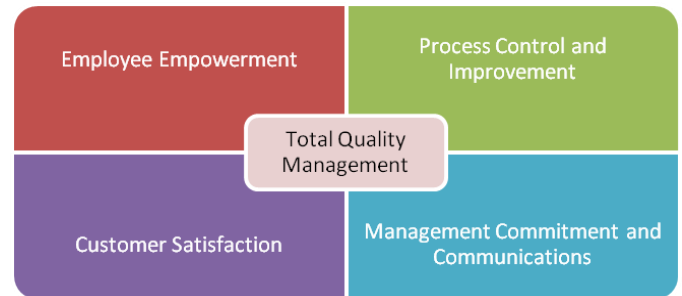 Employee Empowerment
Process Control and
Improvement
Total Quality
Management
Customer Satisfaction
Management Commitment and
Communications